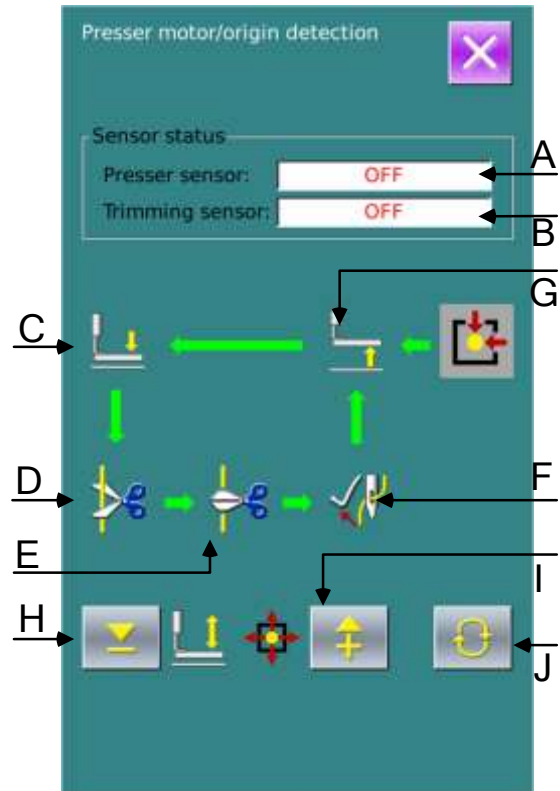 Presser motor/origin detection
Sensor status
Presser sensor: OFF
A
Trimming sensor: OFF
B
G
C
D
F
E
I
H
J